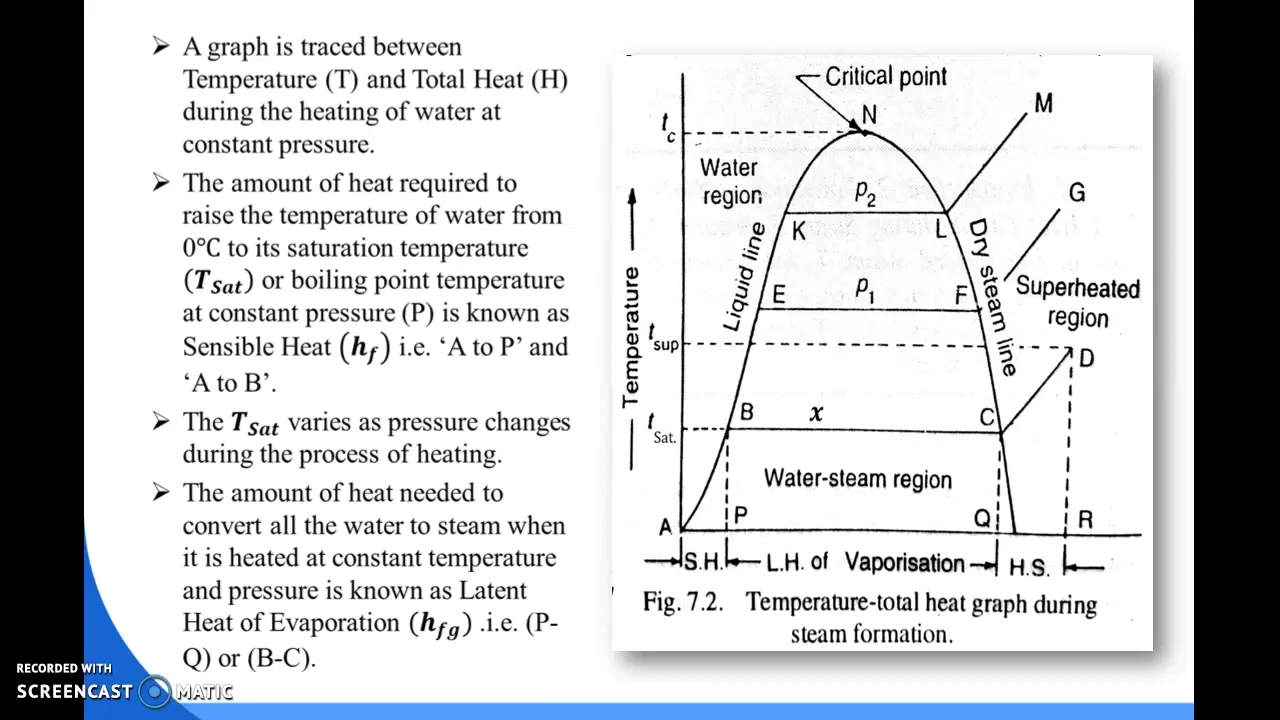 ➢ A graph is traced between
Temperature (T) and Total Heat (H)
during the heating of water at
constant pressure.
➢ The amount of heat required to
raise the temperature of water from
0°C to its saturation temperature
(T_Sat) or boiling point temperature
at constant pressure (P) is known as
Sensible Heat (h_f) i.e. ‘A to P’ and
‘A to B’.
➢ The T_Sat varies as pressure changes
during the process of heating.
➢ The amount of heat needed to
convert all the water to steam when
it is heated at constant temperature
and pressure is known as Latent
Heat of Evaporation (h_fg) .i.e. (P-
Q) or (B-C).
Critical point
M
N
t_c
Water
region
p_2
G
K
L
Liquid line
Dry steam line
Temperature
E
p_1
F
Superheated
region
t_sup
D
B
x
C
t_Sat.
Water-steam region
A
P
Q
R
S.H.
L.H. of Vaporisation
H.S.
Fig. 7.2. Temperature-total heat graph during
steam formation.
RECORDED WITH
SCREENCAST MATIC